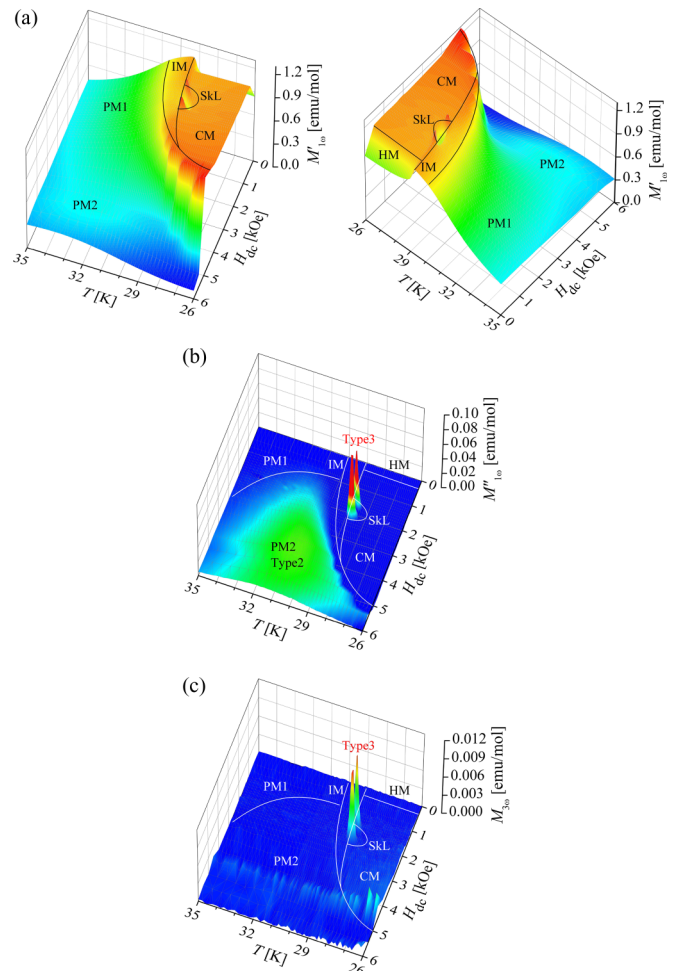 (a)
IM
PM1
SkL
CM
PM2
1.2
0.9
0.6
0.3
0.0
M′1ω [emu/mol]
0
1
2
3
4
5
6
Hdc [kOe]
35
32
29
26
T [K]
CM
SkL
HM
IM
PM2
PM1
1.2
0.9
0.6
0.3
0.0
M′1ω [emu/mol]
6
5
4
3
2
1
0
Hdc [kOe]
26
29
32
35
T [K]
(b)
Type3
PM1
IM
HM
SkL
PM2
Type2
CM
0.10
0.08
0.06
0.04
0.02
0.00
M″1ω [emu/mol]
0
1
2
3
4
5
6
Hdc [kOe]
35
32
29
26
T [K]
(c)
Type3
PM1
IM
HM
SkL
PM2
CM
0.012
0.009
0.006
0.003
0.000
M3ω [emu/mol]
0
1
2
3
4
5
6
Hdc [kOe]
35
32
29
26
T [K]